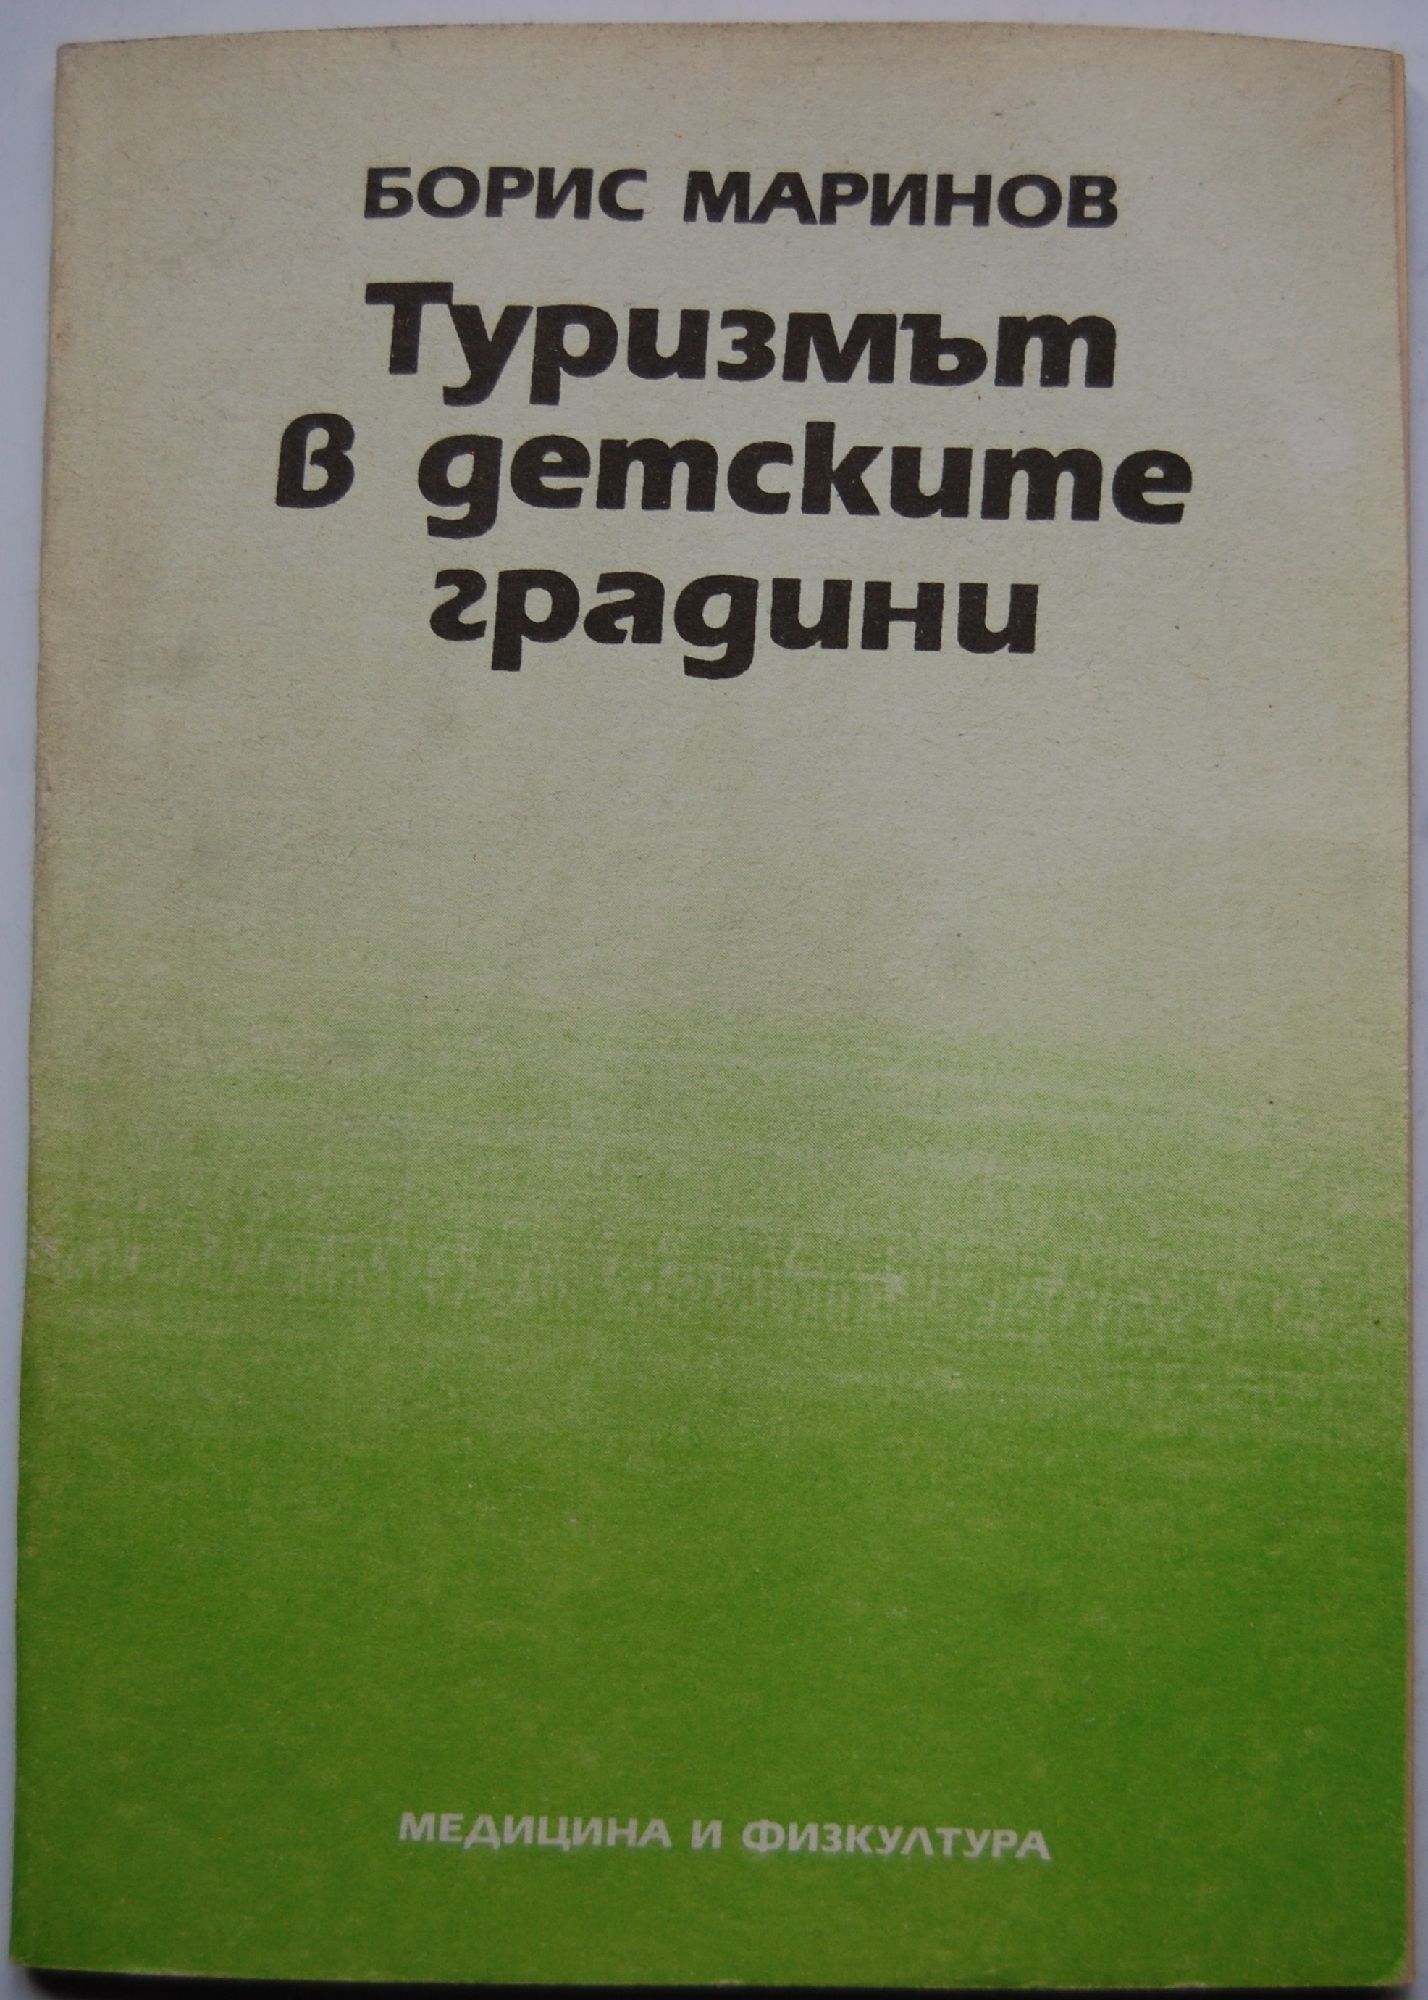 БОРИС МАРИНОВ
Туризмът
в детските
градини
МЕДИЦИНА И ФИЗКУЛТУРА